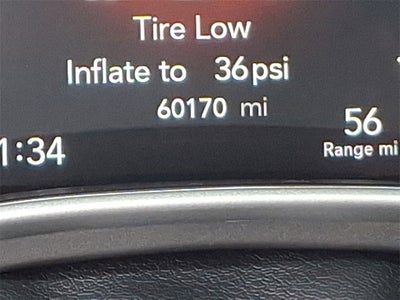 Tire Low
Inflate to 36 psi
60170 mi
56
1:34
Range mi